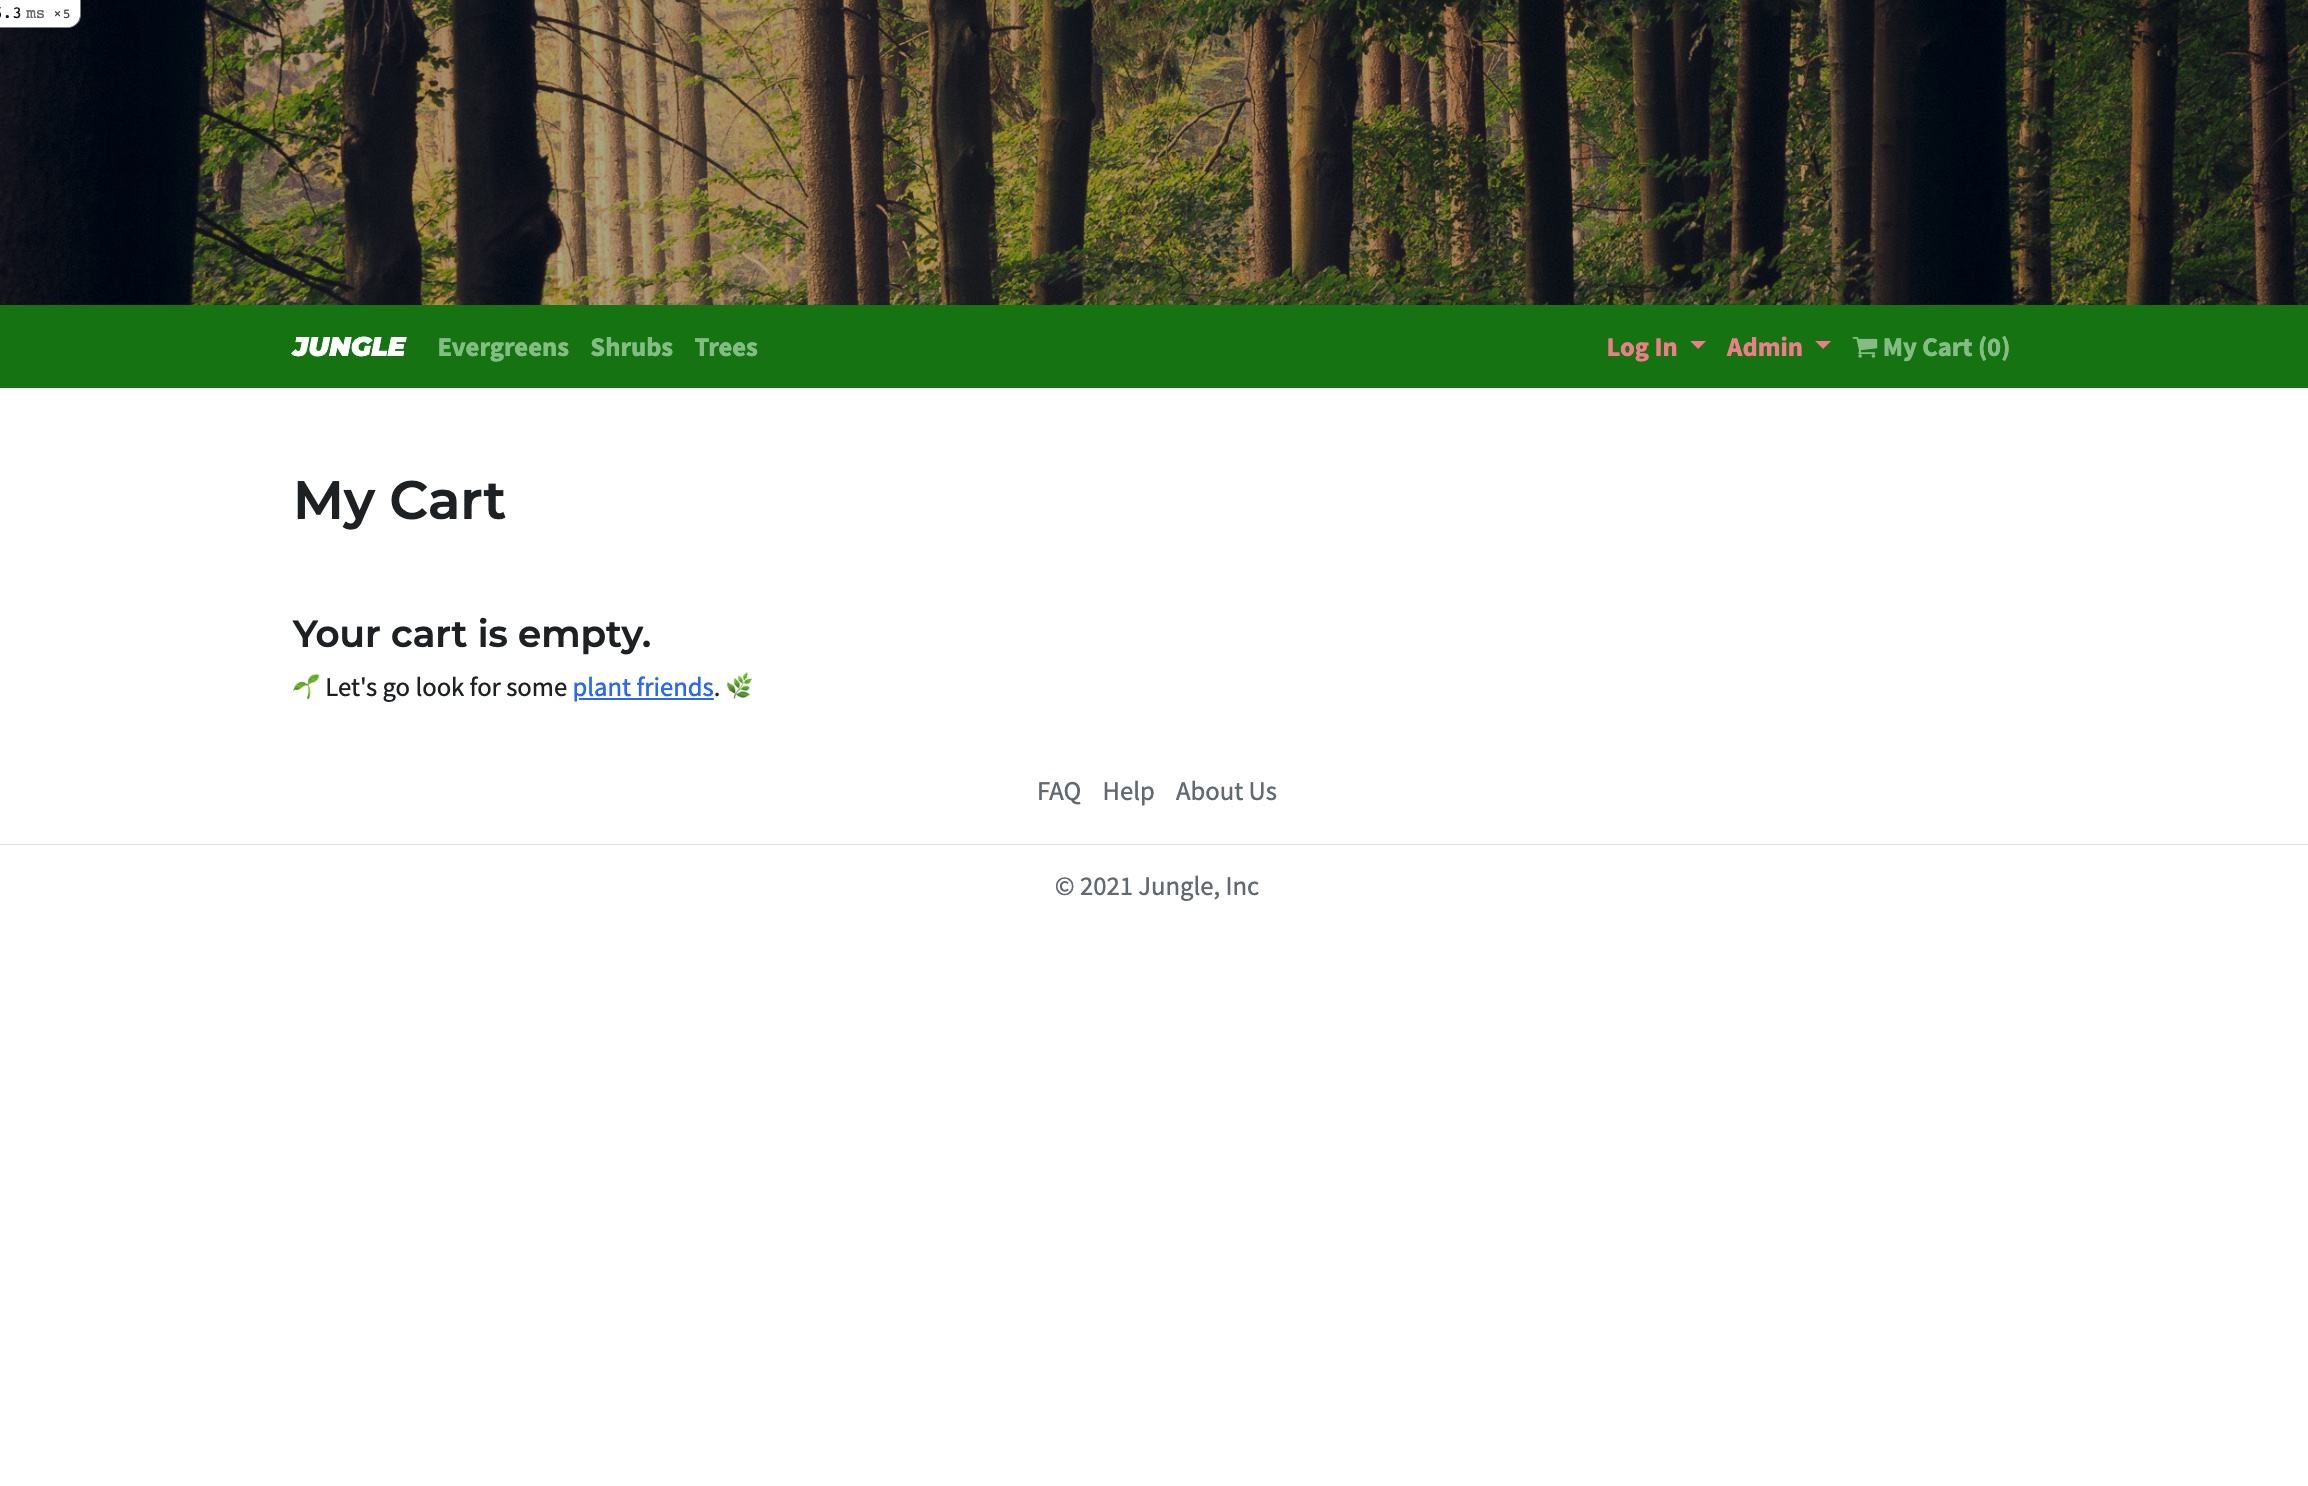 .3 ms ×5
JUNGLE Evergreens Shrubs Trees Log In Admin My Cart (0)
My Cart
Your cart is empty.
🌱 Let's go look for some plant friends. 🌿
FAQ Help About Us
© 2021 Jungle, Inc